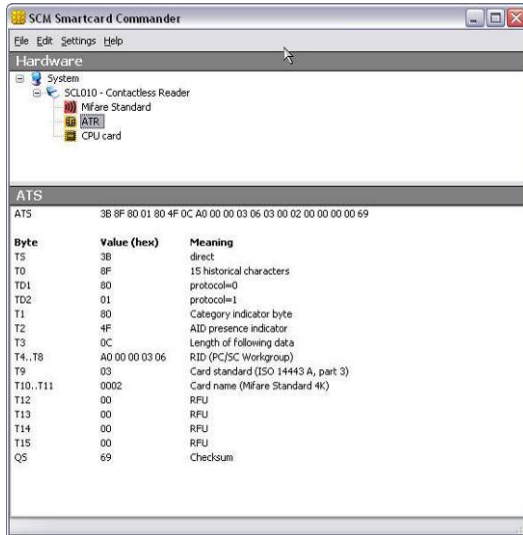 SCM Smartcard Commander
File Edit Settings Help
Hardware
System
SCL010 - Contactless Reader
Mifare Standard
ATR
CPU card
ATS
ATS 3B 8F 80 01 80 4F 0C A0 00 00 03 06 03 00 02 00 00 00 00 69
Byte Value (hex) Meaning
TS 3B direct
T0 8F 15 historical characters
TD1 80 protocol=0
TD2 01 protocol=1
T1 80 Category indicator byte
T2 4F AID presence indicator
T3 0C Length of following data
T4..T8 A0 00 00 03 06 RID (PC/SC Workgroup)
T9 03 Card standard (ISO 14443 A, part 3)
T10..T11 0002 Card name (Mifare Standard 4K)
T12 00 RFU
T13 00 RFU
T14 00 RFU
T15 00 RFU
QS 69 Checksum